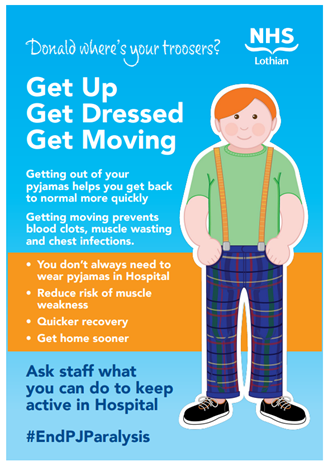 Donald where's your troosers?
NHS
Lothian
Get Up
Get Dressed
Get Moving
Getting out of your
pyjamas helps you get back
to normal more quickly
Getting moving prevents
blood clots, muscle wasting
and chest infections.
• You don't always need to
wear pyjamas in Hospital
• Reduce risk of muscle
weakness
• Quicker recovery
• Get home sooner
Ask staff what
you can do to keep
active in Hospital
#EndPJParalysis